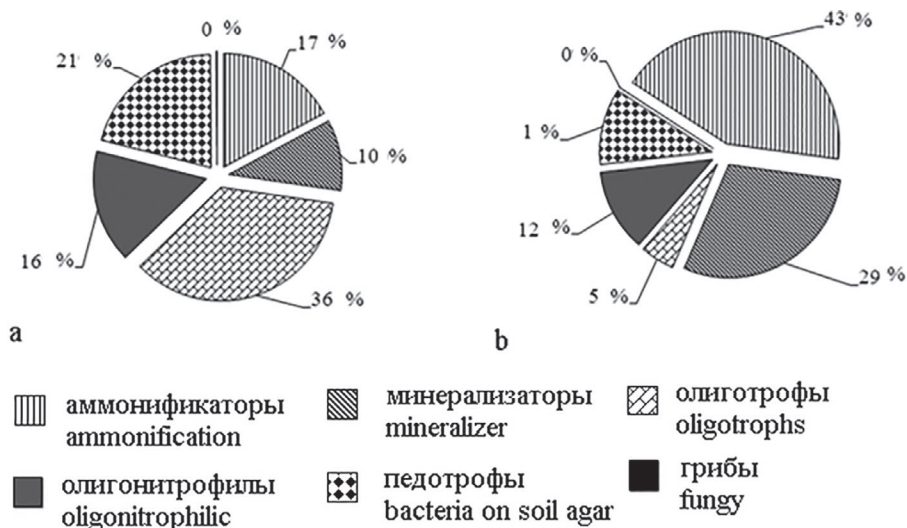 0 %
17 %
21 %
10 %
16 %
36 %
a
43 %
0 %
1 %
12 %
5 %
29 %
b
аммонификаторы
ammonification
минерализаторы
mineralizer
олиготрофы
oligotrophs
олигонитрофилы
oligonitrophilic
педотрофы
bacteria on soil agar
грибы
fungy